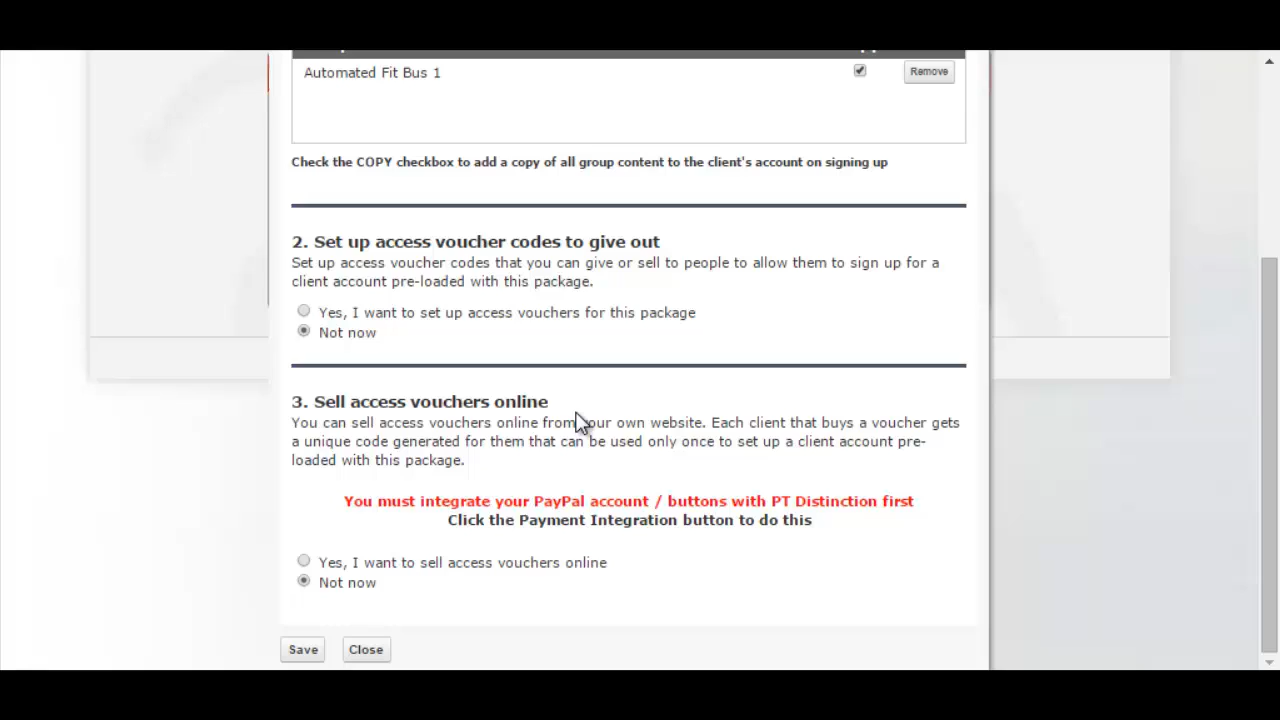 Automated Fit Bus 1
Remove
Check the COPY checkbox to add a copy of all group content to the client's account on signing up
2. Set up access voucher codes to give out
Set up access voucher codes that you can give or sell to people to allow them to sign up for a
client account pre-loaded with this package.
Yes, I want to set up access vouchers for this package
Not now
3. Sell access vouchers online
You can sell access vouchers online from your own website. Each client that buys a voucher gets
a unique code generated for them that can be used only once to set up a client account pre-
loaded with this package.
You must integrate your PayPal account / buttons with PT Distinction first
Click the Payment Integration button to do this
Yes, I want to sell access vouchers online
Not now
Save
Close